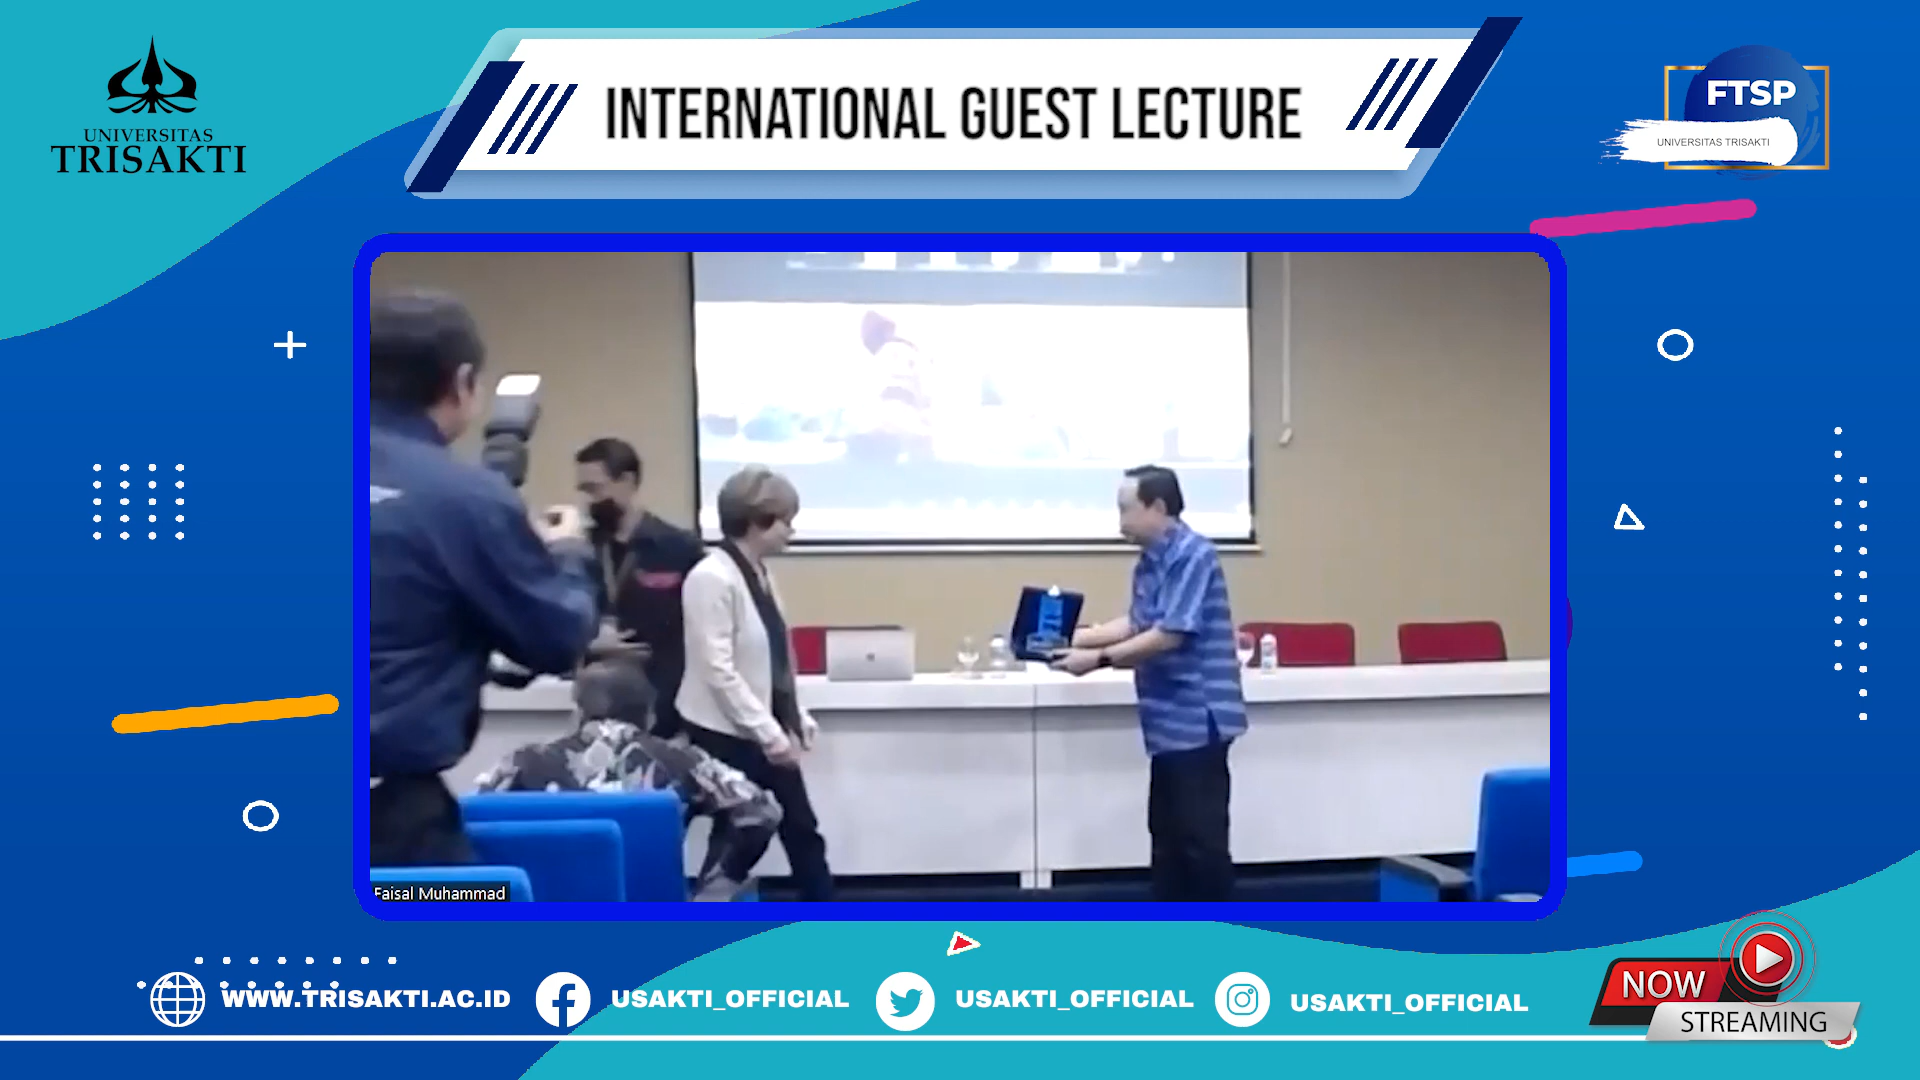 UNIVERSITAS
TRISAKTI
INTERNATIONAL GUEST LECTURE
FTSP
UNIVERSITAS TRISAKTI
Faisal Muhammad
WWW.TRISAKTI.AC.ID
USAKTI_OFFICIAL
USAKTI_OFFICIAL
USAKTI_OFFICIAL
NOW
STREAMING